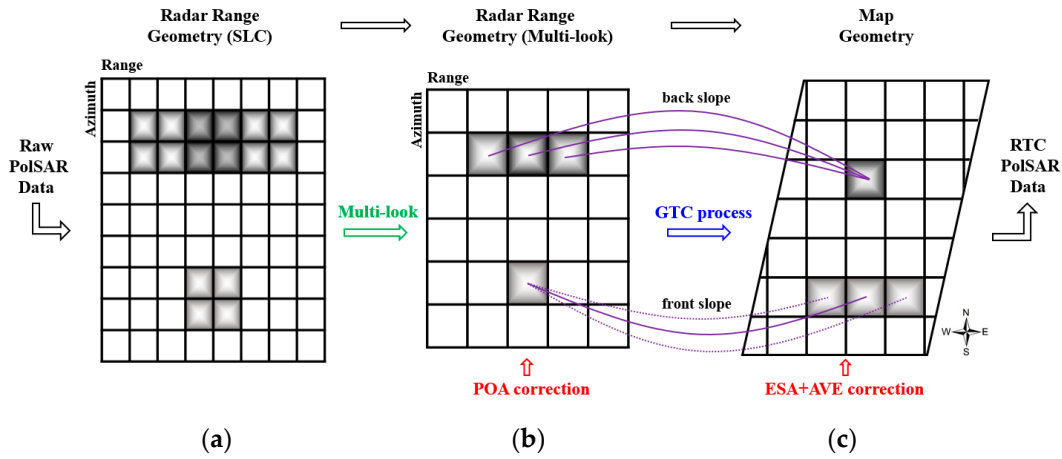 Radar Range
Geometry (SLC)
Radar Range
Geometry (Multi-look)
Map
Geometry
Range
Azimuth
Range
Azimuth
back slope
Raw
PolSAR
Data
RTC
PolSAR
Data
Multi-look
GTC process
front slope
N
W E
S
POA correction
ESA+AVE correction
(a)
(b)
(c)